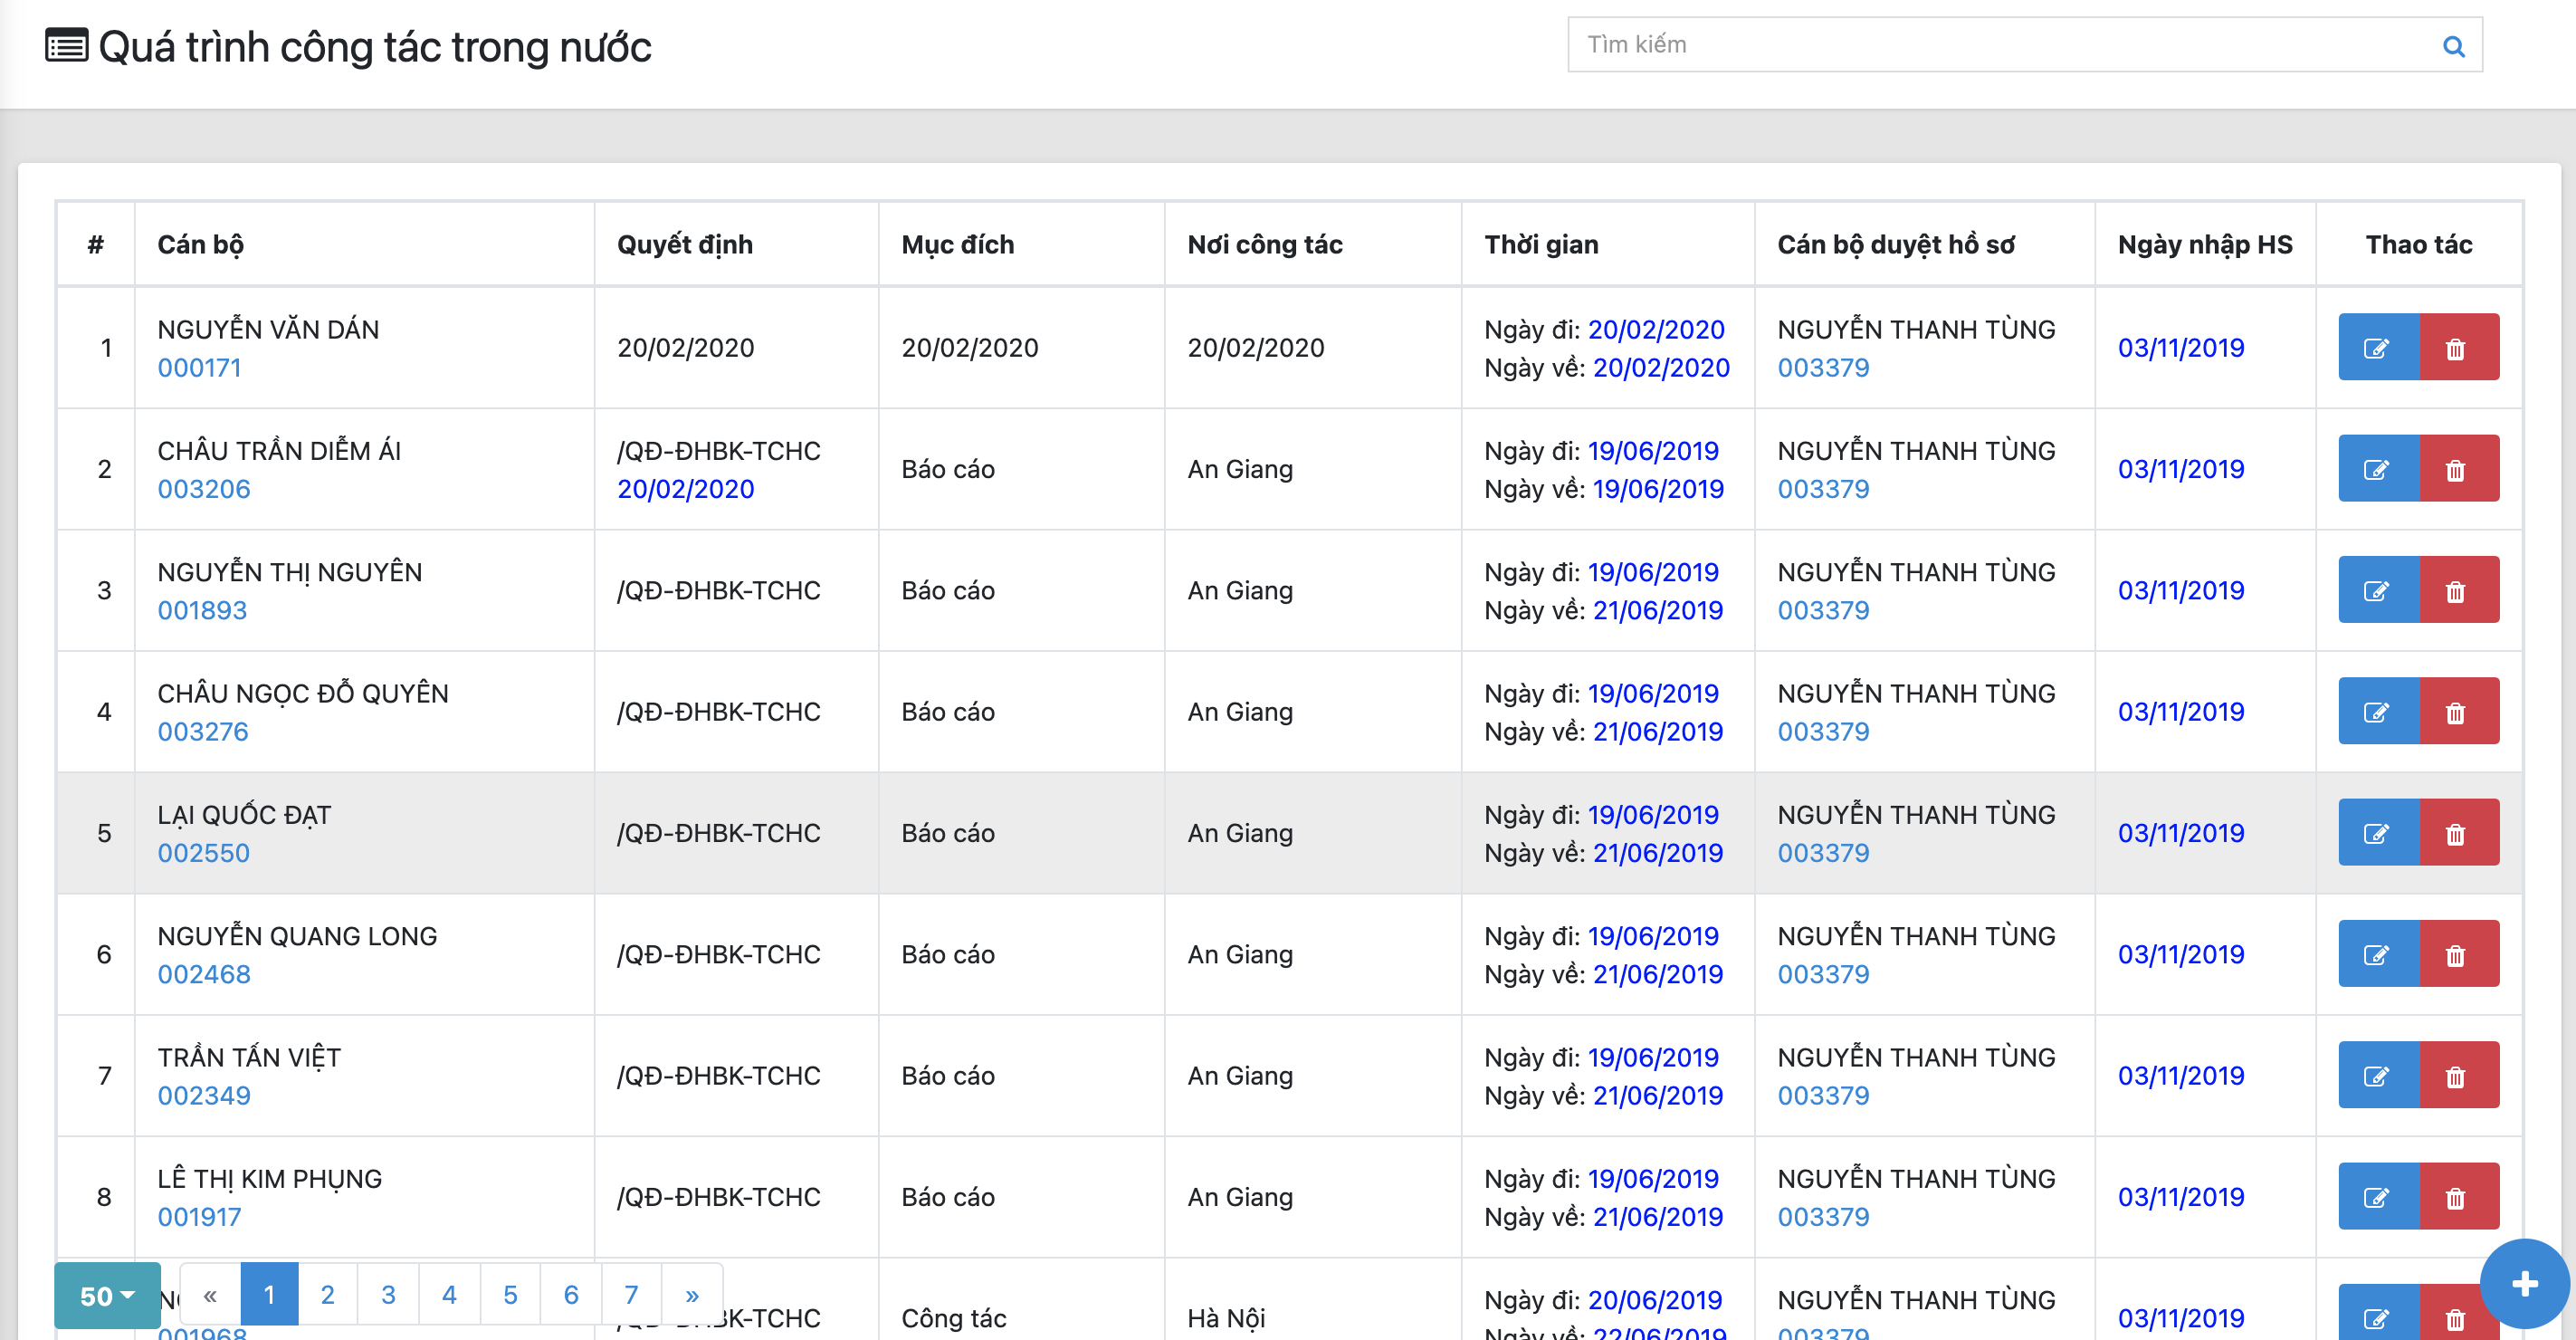 Quá trình công tác trong nước
Tìm kiếm
# Cán bộ Quyết định Mục đích Nơi công tác Thời gian Cán bộ duyệt hồ sơ Ngày nhập HS Thao tác
1 NGUYỄN VĂN DÁN 20/02/2020 20/02/2020 20/02/2020 Ngày đi: 20/02/2020 NGUYỄN THANH TÙNG 03/11/2019
000171 Ngày về: 20/02/2020 003379
2 CHÂU TRẦN DIỄM ÁI /QĐ-ĐHBK-TCHC Báo cáo An Giang Ngày đi: 19/06/2019 NGUYỄN THANH TÙNG 03/11/2019
003206 20/02/2020 Ngày về: 19/06/2019 003379
3 NGUYỄN THỊ NGUYÊN /QĐ-ĐHBK-TCHC Báo cáo An Giang Ngày đi: 19/06/2019 NGUYỄN THANH TÙNG 03/11/2019
001893 Ngày về: 21/06/2019 003379
4 CHÂU NGỌC ĐỖ QUYÊN /QĐ-ĐHBK-TCHC Báo cáo An Giang Ngày đi: 19/06/2019 NGUYỄN THANH TÙNG 03/11/2019
003276 Ngày về: 21/06/2019 003379
5 LẠI QUỐC ĐẠT /QĐ-ĐHBK-TCHC Báo cáo An Giang Ngày đi: 19/06/2019 NGUYỄN THANH TÙNG 03/11/2019
002550 Ngày về: 21/06/2019 003379
6 NGUYỄN QUANG LONG /QĐ-ĐHBK-TCHC Báo cáo An Giang Ngày đi: 19/06/2019 NGUYỄN THANH TÙNG 03/11/2019
002468 Ngày về: 21/06/2019 003379
7 TRẦN TẤN VIỆT /QĐ-ĐHBK-TCHC Báo cáo An Giang Ngày đi: 19/06/2019 NGUYỄN THANH TÙNG 03/11/2019
002349 Ngày về: 21/06/2019 003379
8 LÊ THỊ KIM PHỤNG /QĐ-ĐHBK-TCHC Báo cáo An Giang Ngày đi: 19/06/2019 NGUYỄN THANH TÙNG 03/11/2019
001917 Ngày về: 21/06/2019 003379
50 « 1 2 3 4 5 6 7 » Công tác Hà Nội Ngày đi: 20/06/2019 NGUYỄN THANH TÙNG 03/11/2019
001968 Ngày về: 22/06/2019 003379